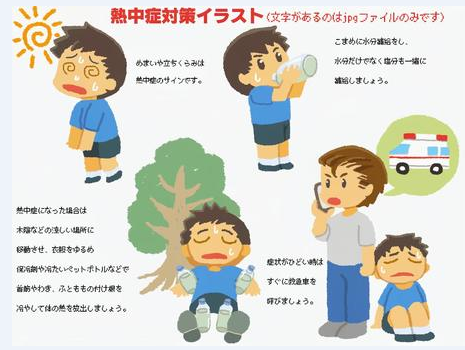 熱中症対策イラスト(文字があるのはjpgファイルのみです)
めまいや立ちくらみは
熱中症のサインです。
こまめに水分補給をし、
水分だけでなく塩分も一緒に
補給しましょう。
熱中症になった場合は
木陰などの涼しい場所に
移動させ、衣服をゆるめ
保冷剤や冷たいペットボトルなどで
首筋やわき、ふとももの付け根を
冷やして体の熱を放出しましょう。
症状がひどい時は
すぐに救急車を
呼びましょう。